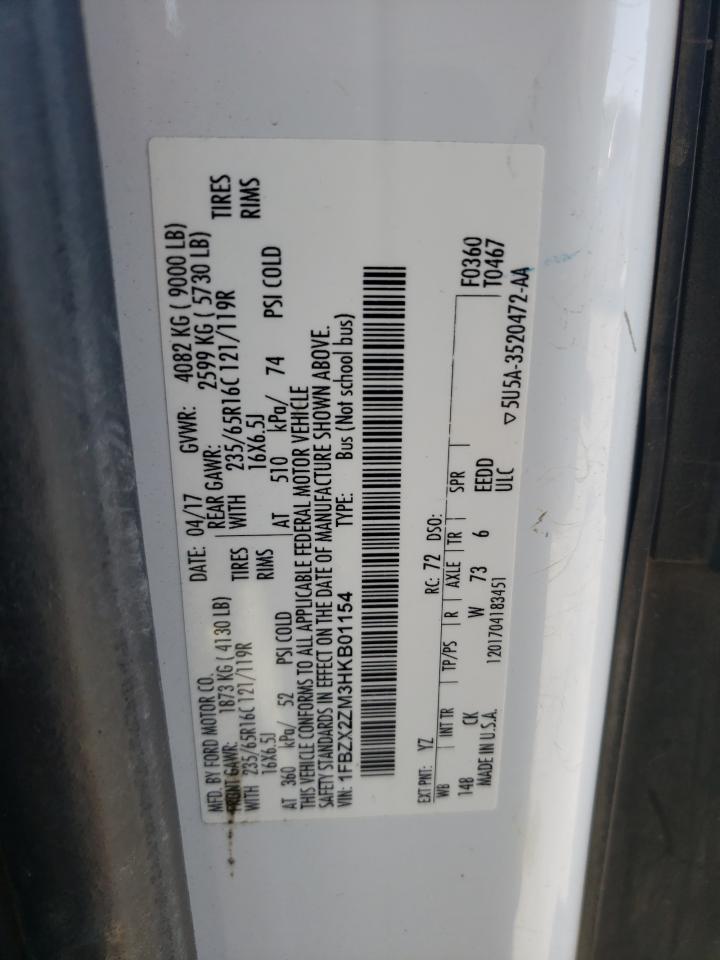 MFD. BY FORD MOTOR CO. DATE: 04/17 GVWR: 4082 KG ( 9000 LB)
FRONT GAWR: 1873 KG ( 4130 LB) REAR GAWR: 2599 KG ( 5730 LB)
WITH 235/65R16C 121/119R TIRES WITH 235/65R16C 121/119R TIRES
16X6.5J RIMS 16X6.5J RIMS
AT 360 kPa/ 52 PSI COLD AT 510 kPa/ 74 PSI COLD
THIS VEHICLE CONFORMS TO ALL APPLICABLE FEDERAL MOTOR VEHICLE
SAFETY STANDARDS IN EFFECT ON THE DATE OF MANUFACTURE SHOWN ABOVE.
VIN: 1FBZX2ZM3HKB01154 TYPE: Bus (Not school bus)
EXT PNT: YZ RC: 72 DSO: F0360
WB INT TR TP/PS R AXLE TR SPR T0467
148 CK W 73 6 EEDD
MADE IN U.S.A. 1201704183451 ULC ▽5U5A-3520472-AA